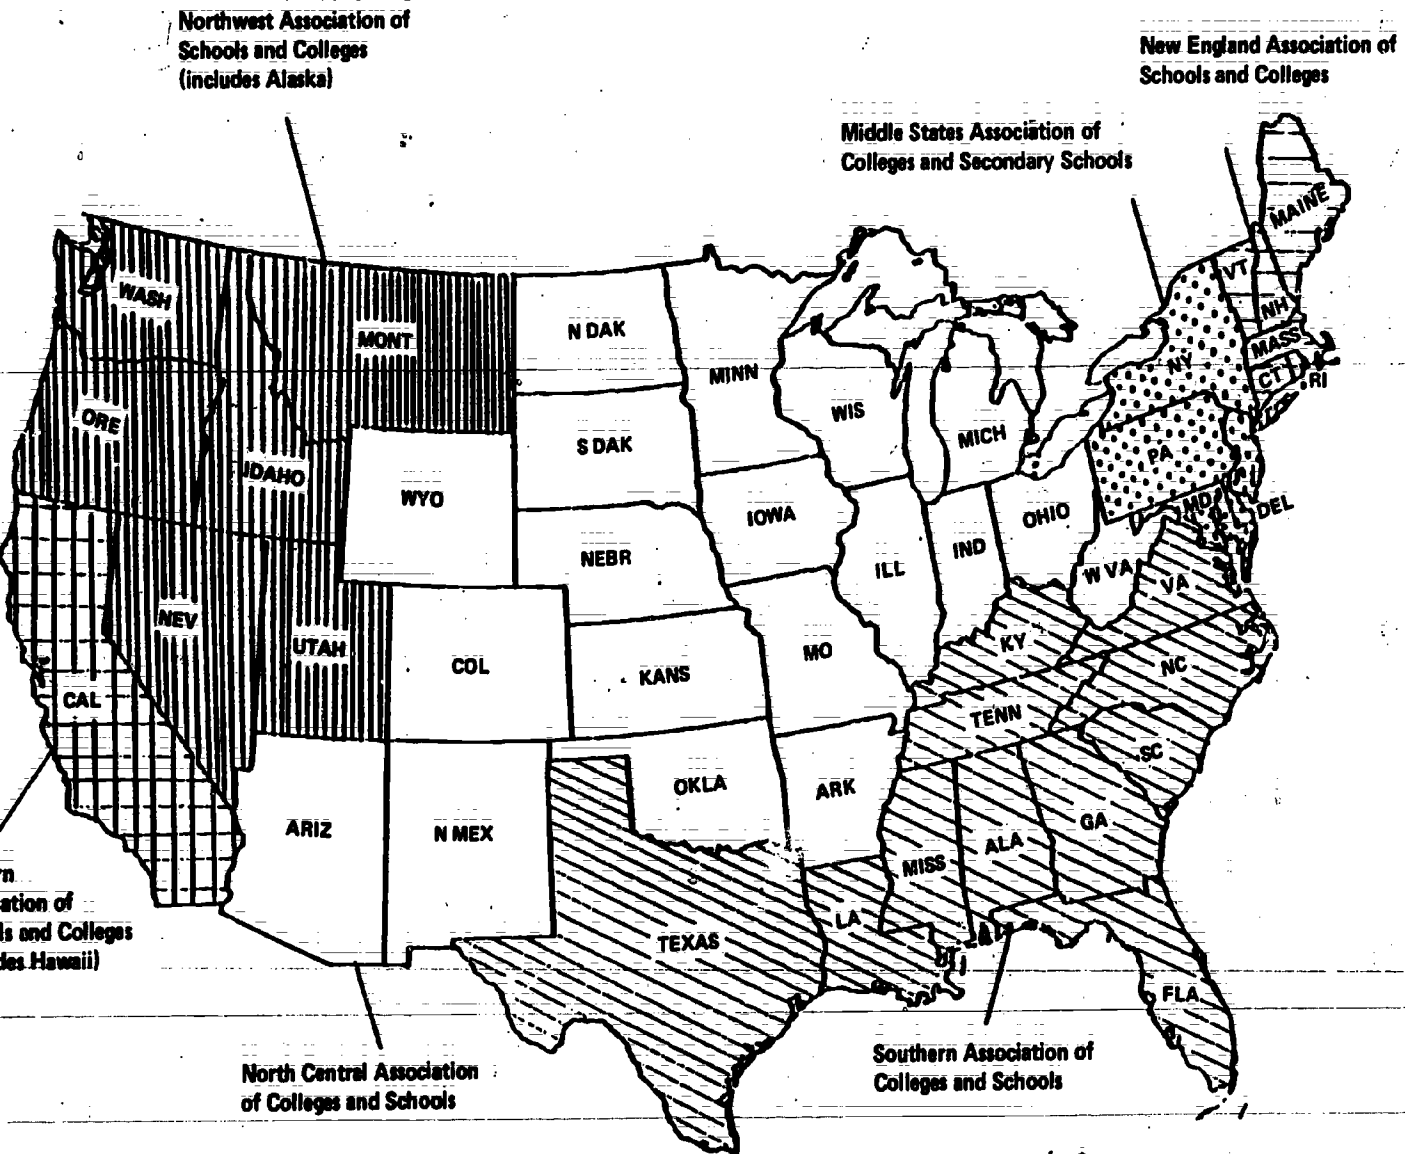 Northwest Association of
Schools and Colleges
(includes Alaska)
New England Association of
Schools and Colleges
Middle States Association of
Colleges and Secondary Schools
MAINE
VT
NH
MASS
CT
RI
NY
PA
MD
DEL
WASH
MONT
ORE
IDAHO
NEV
UTAH
CAL
WYO
COL
ARIZ
N MEX
N DAK
S DAK
NEBR
KANS
OKLA
MINN
IOWA
MO
ARK
WIS
ILL
MICH
IND
OHIO
W VA
VA
KY
TENN
NC
SC
GA
ALA
MISS
LA
TEXAS
FLA
of
and Colleges
Hawaii)
North Central Association
of Colleges and Schools
Southern Association of
Colleges and Schools